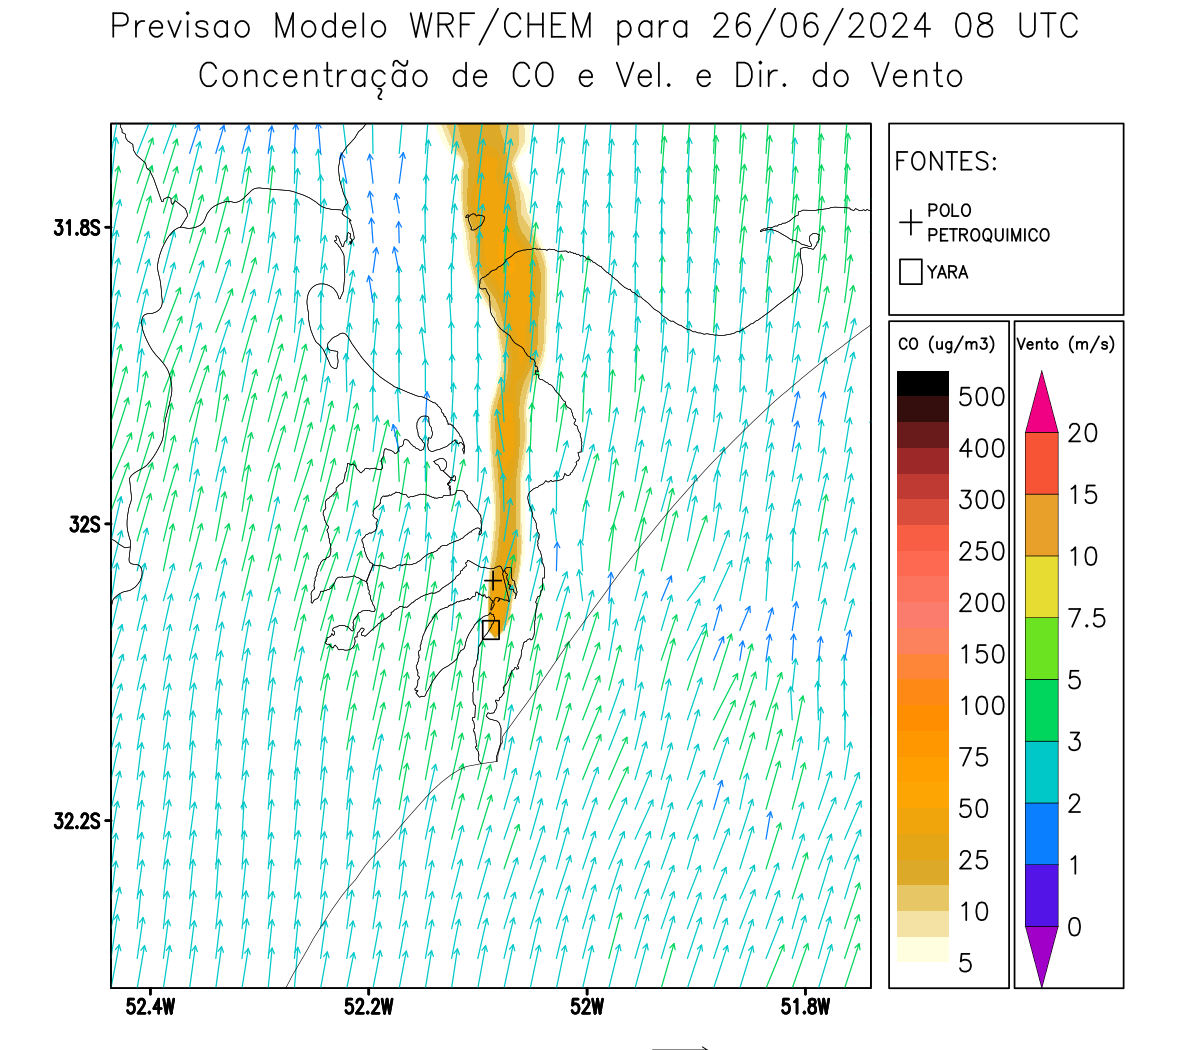 Previsao Modelo WRF/CHEM para 26/06/2024 08 UTC
Concentração de CO e Vel. e Dir. do Vento
FONTES:
POLO
PETROQUIMICO
YARA
31.8S
32S
32.2S
52.4W
52.2W
52W
51.8W
CO (ug/m3)
500
400
300
250
200
150
100
75
50
25
10
5
Vento (m/s)
20
15
10
7.5
5
3
2
1
0